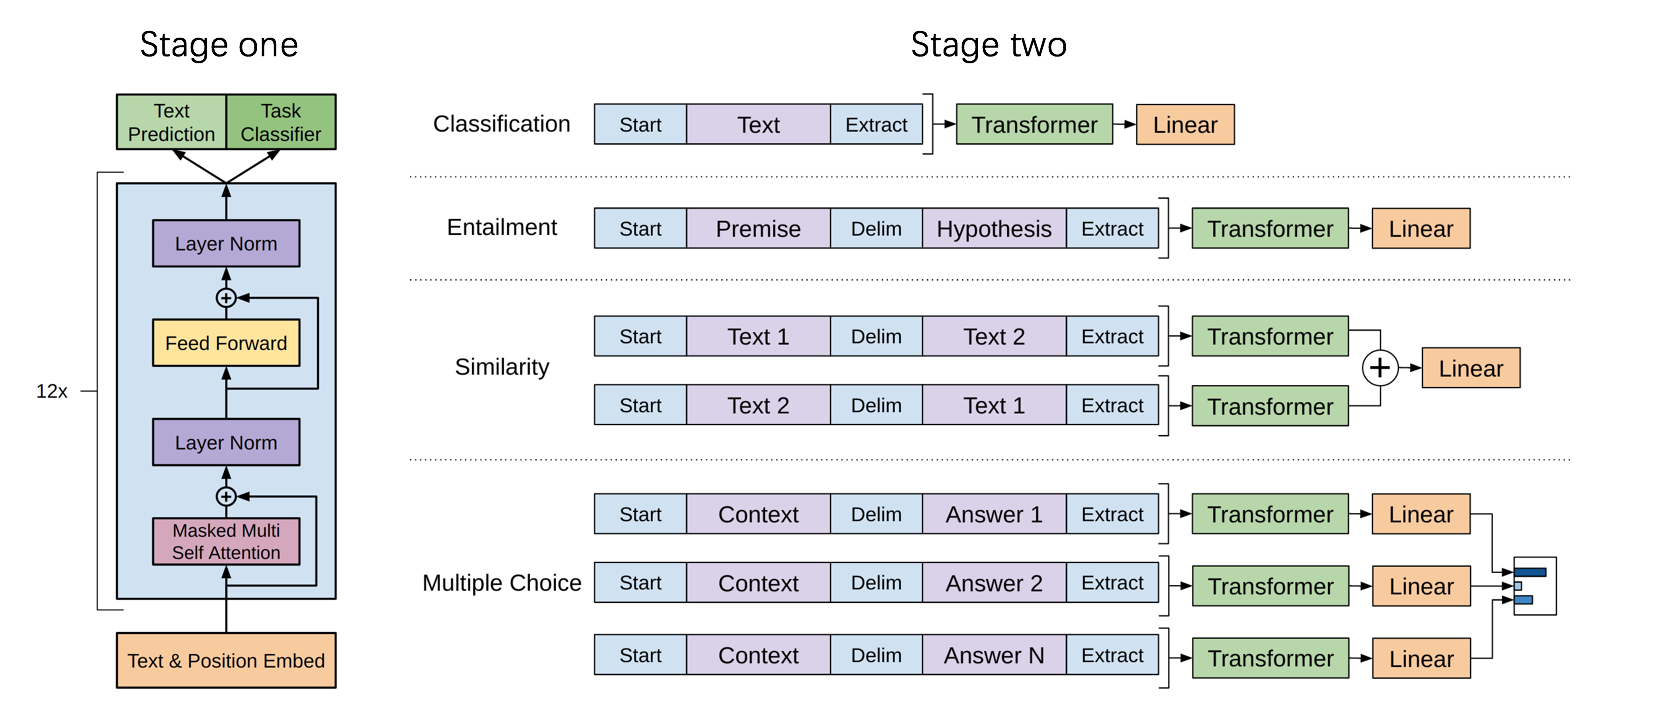 Stage one
Stage two
Text
Prediction
Task
Classifier
Layer Norm
Feed Forward
12x
Layer Norm
Masked Multi
Self Attention
Text & Position Embed
Classification
Start
Text
Extract
Transformer
Linear
Entailment
Start
Premise
Delim
Hypothesis
Extract
Transformer
Linear
Similarity
Start
Text 1
Delim
Text 2
Extract
Transformer
Start
Text 2
Delim
Text 1
Extract
Transformer
Linear
Multiple Choice
Start
Context
Delim
Answer 1
Extract
Transformer
Linear
Start
Context
Delim
Answer 2
Extract
Transformer
Linear
Start
Context
Delim
Answer N
Extract
Transformer
Linear